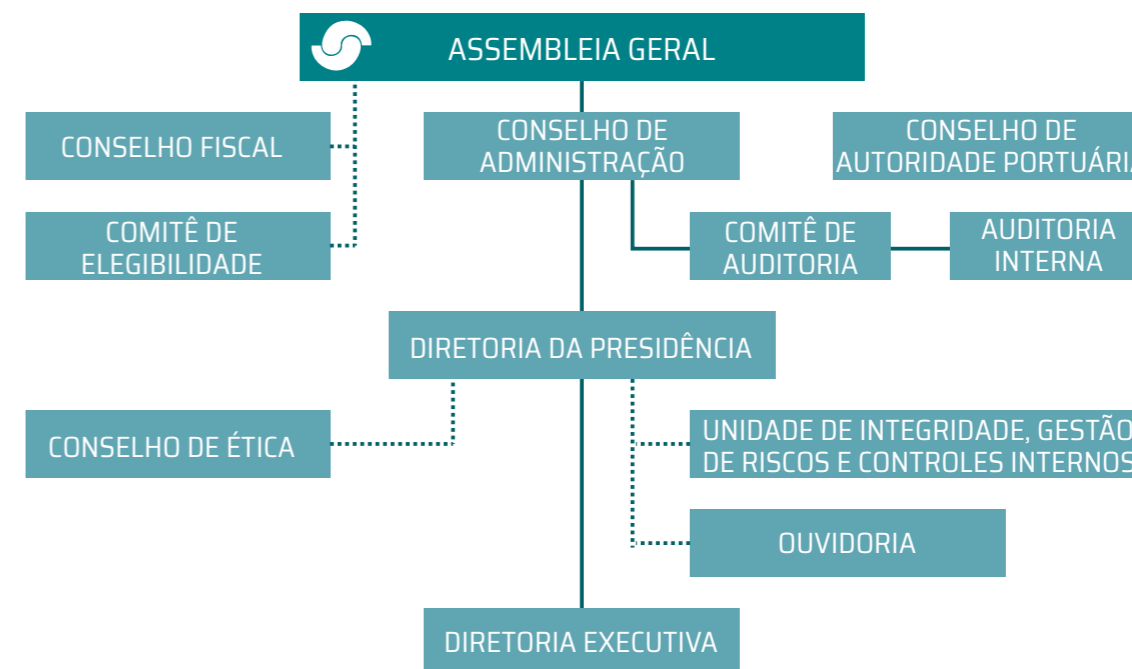 ASSEMBLEIA GERAL
CONSELHO FISCAL
CONSELHO DE
ADMINISTRAÇÃO
CONSELHO DE
AUTORIDADE PORTUÁRIA
COMITÊ DE
ELEGIBILIDADE
COMITÊ DE
AUDITORIA
AUDITORIA
INTERNA
DIRETORIA DA PRESIDÊNCIA
CONSELHO DE ÉTICA
UNIDADE DE INTEGRIDADE, GESTÃO
DE RISCOS E CONTROLES INTERNOS
OUVIDORIA
DIRETORIA EXECUTIVA